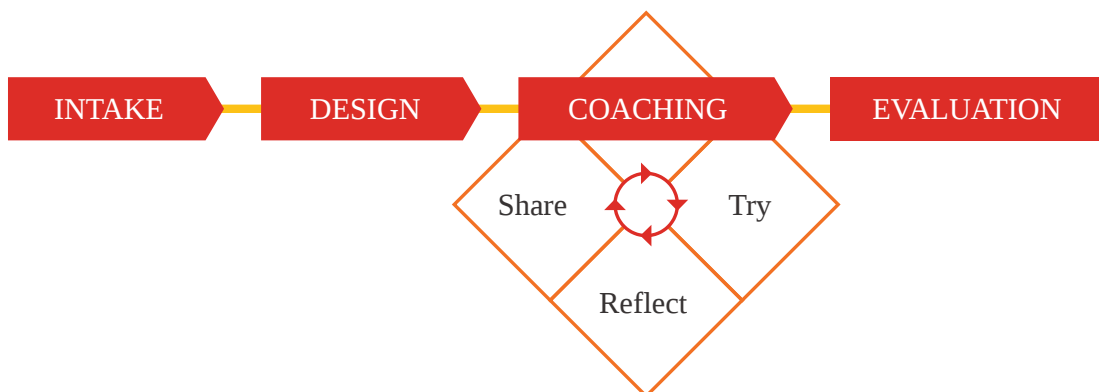 INTAKE
DESIGN
COACHING
EVALUATION
Share
Try
Reflect